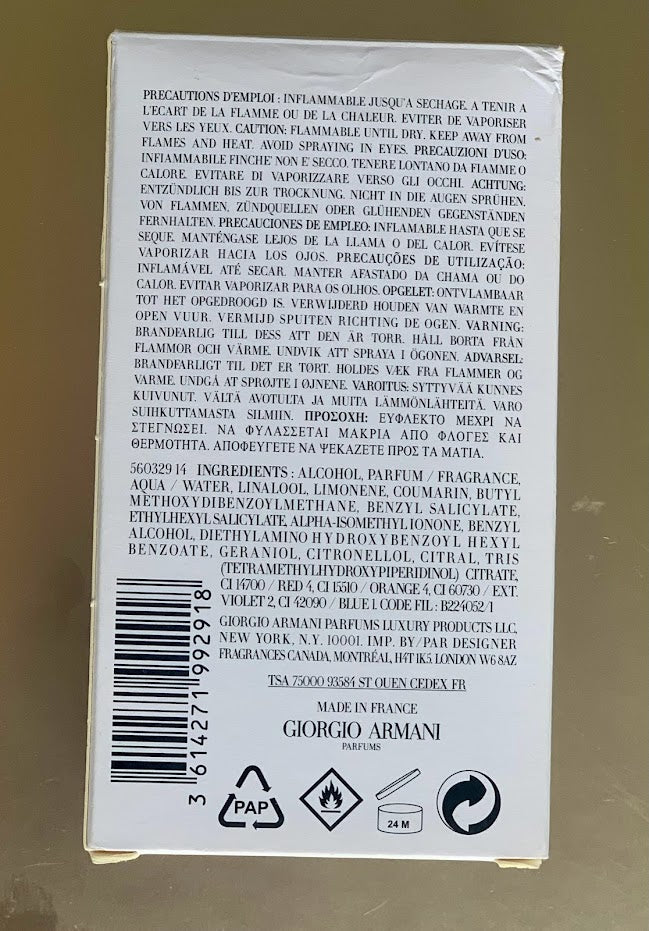 PRECAUTIONS D'EMPLOI : INFLAMMABLE JUSQU'A SECHAGE. A TENIR A
L'ECART DE LA FLAMME OU DE LA CHALEUR. EVITER DE VAPORISER
VERS LES YEUX. CAUTION: FLAMMABLE UNTIL DRY. KEEP AWAY FROM
FLAMES AND HEAT. AVOID SPRAYING IN EYES. PRECAUZIONI D'USO:
INFIAMMABILE FINCHE' NON E' SECCO. TENERE LONTANO DA FIAMME O
CALORE. EVITARE DI VAPORIZZARE VERSO GLI OCCHI. ACHTUNG:
ENTZÜNDLICH BIS ZUR TROCKNUNG. NICHT IN DIE AUGEN SPRÜHEN.
VON FLAMMEN, ZÜNDQUELLEN ODER GLÜHENDEN GEGENSTÄNDEN
FERNHALTEN. PRECAUCIONES DE EMPLEO: INFLAMABLE HASTA QUE SE
SEQUE. MANTÉNGASE LEJOS DE LA LLAMA O DEL CALOR. EVÍTESE
VAPORIZAR HACIA LOS OJOS. PRECAUÇÕES DE UTILIZAÇÃO:
INFLAMÁVEL ATÉ SECAR. MANTER AFASTADO DA CHAMA OU DO
CALOR. EVITAR VAPORIZAR PARA OS OLHOS. OPGELET: ONTVLAMBAAR
TOT HET OPGEDROOGD IS. VERWIJDERD HOUDEN VAN WARMTE EN
OPEN VUUR. VERMIJD SPUITEN RICHTING DE OGEN. VARNING:
BRANDFARLIG TILL DESS ATT DEN ÄR TORR. HÅLL BORTA FRÅN
FLAMMOR OCH VÄRME. UNDVIK ATT SPRAYA I ÖGONEN. ADVARSEL:
BRANDFARLIGT TIL DET ER TØRT. HOLDES VÆK FRA FLAMMER OG
VARME. UNDGÅ AT SPRØJTE I ØJNENE. VAROITUS: SYTTYVÄÄ KUNNES
KUIVUNUT. VÄLTÄ AVOTULTA JA MUITA LÄMMÖNLÄHTEITÄ. VARO
SUIHKUTTAMASTA SILMIIN. ΠΡΟΣΟΧΗ: ΕΥΦΛΕΚΤΟ ΜΕΧΡΙ ΝΑ
ΣΤΕΓΝΩΣΕΙ. ΝΑ ΦΥΛΑΣΣΕΤΑΙ ΜΑΚΡΙΑ ΑΠΟ ΦΛΟΓΕΣ ΚΑΙ
ΘΕΡΜΟΤΗΤΑ. ΑΠΟΦΕΥΓΕΤΕ ΝΑ ΨΕΚΑΖΕΤΕ ΠΡΟΣ ΤΑ ΜΑΤΙΑ.
56032914 INGREDIENTS : ALCOHOL, PARFUM / FRAGRANCE,
AQUA / WATER, LINALOOL, LIMONENE, COUMARIN, BUTYL
METHOXYDIBENZOYLMETHANE, BENZYL SALICYLATE,
ETHYLHEXYL SALICYLATE, ALPHA-ISOMETHYL IONONE, BENZYL
ALCOHOL, DIETHYLAMINO HYDROXYBENZOYL HEXYL
BENZOATE, GERANIOL, CITRONELLOL, CITRAL, TRIS
(TETRAMETHYLHYDROXYPIPERIDINOL) CITRATE,
CI 14700 / RED 4, CI 15510 / ORANGE 4, CI 60730 / EXT.
VIOLET 2, CI 42090 / BLUE 1. CODE FIL : B224052/1
GIORGIO ARMANI PARFUMS LUXURY PRODUCTS LLC,
NEW YORK, N.Y. 10001. IMP. BY/PAR DESIGNER
FRAGRANCES CANADA, MONTRÉAL, H4T 1K5. LONDON W6 8AZ
TSA 75000 93584 ST OUEN CEDEX FR
MADE IN FRANCE
GIORGIO ARMANI
PARFUMS
3 614271 992918
PAP
24 M